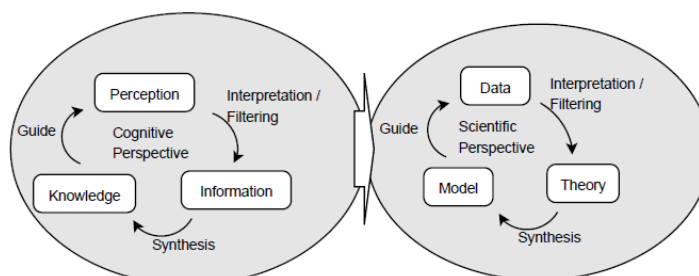 Perception
Interpretation /
Filtering
Guide
Cognitive
Perspective
Knowledge
Information
Synthesis
Data
Interpretation /
Filtering
Guide
Scientific
Perspective
Model
Theory
Synthesis